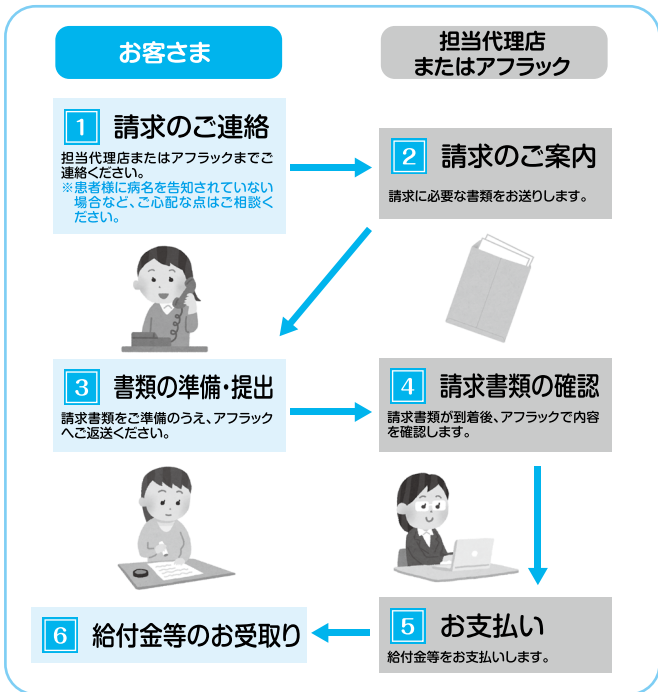 お客さま
担当代理店
またはアフラック
1 請求のご連絡
担当代理店またはアフラックまでご
連絡ください。
※患者様に病名を告知されていない
場合など、ご心配な点はご相談く
ださい。
2 請求のご案内
請求に必要な書類をお送りします。
3 書類の準備・提出
請求書類をご準備のうえ、アフラック
へご返送ください。
4 請求書類の確認
請求書類が到着後、アフラックで内容
を確認します。
5 お支払い
給付金等をお支払いします。
6 給付金等のお受取り